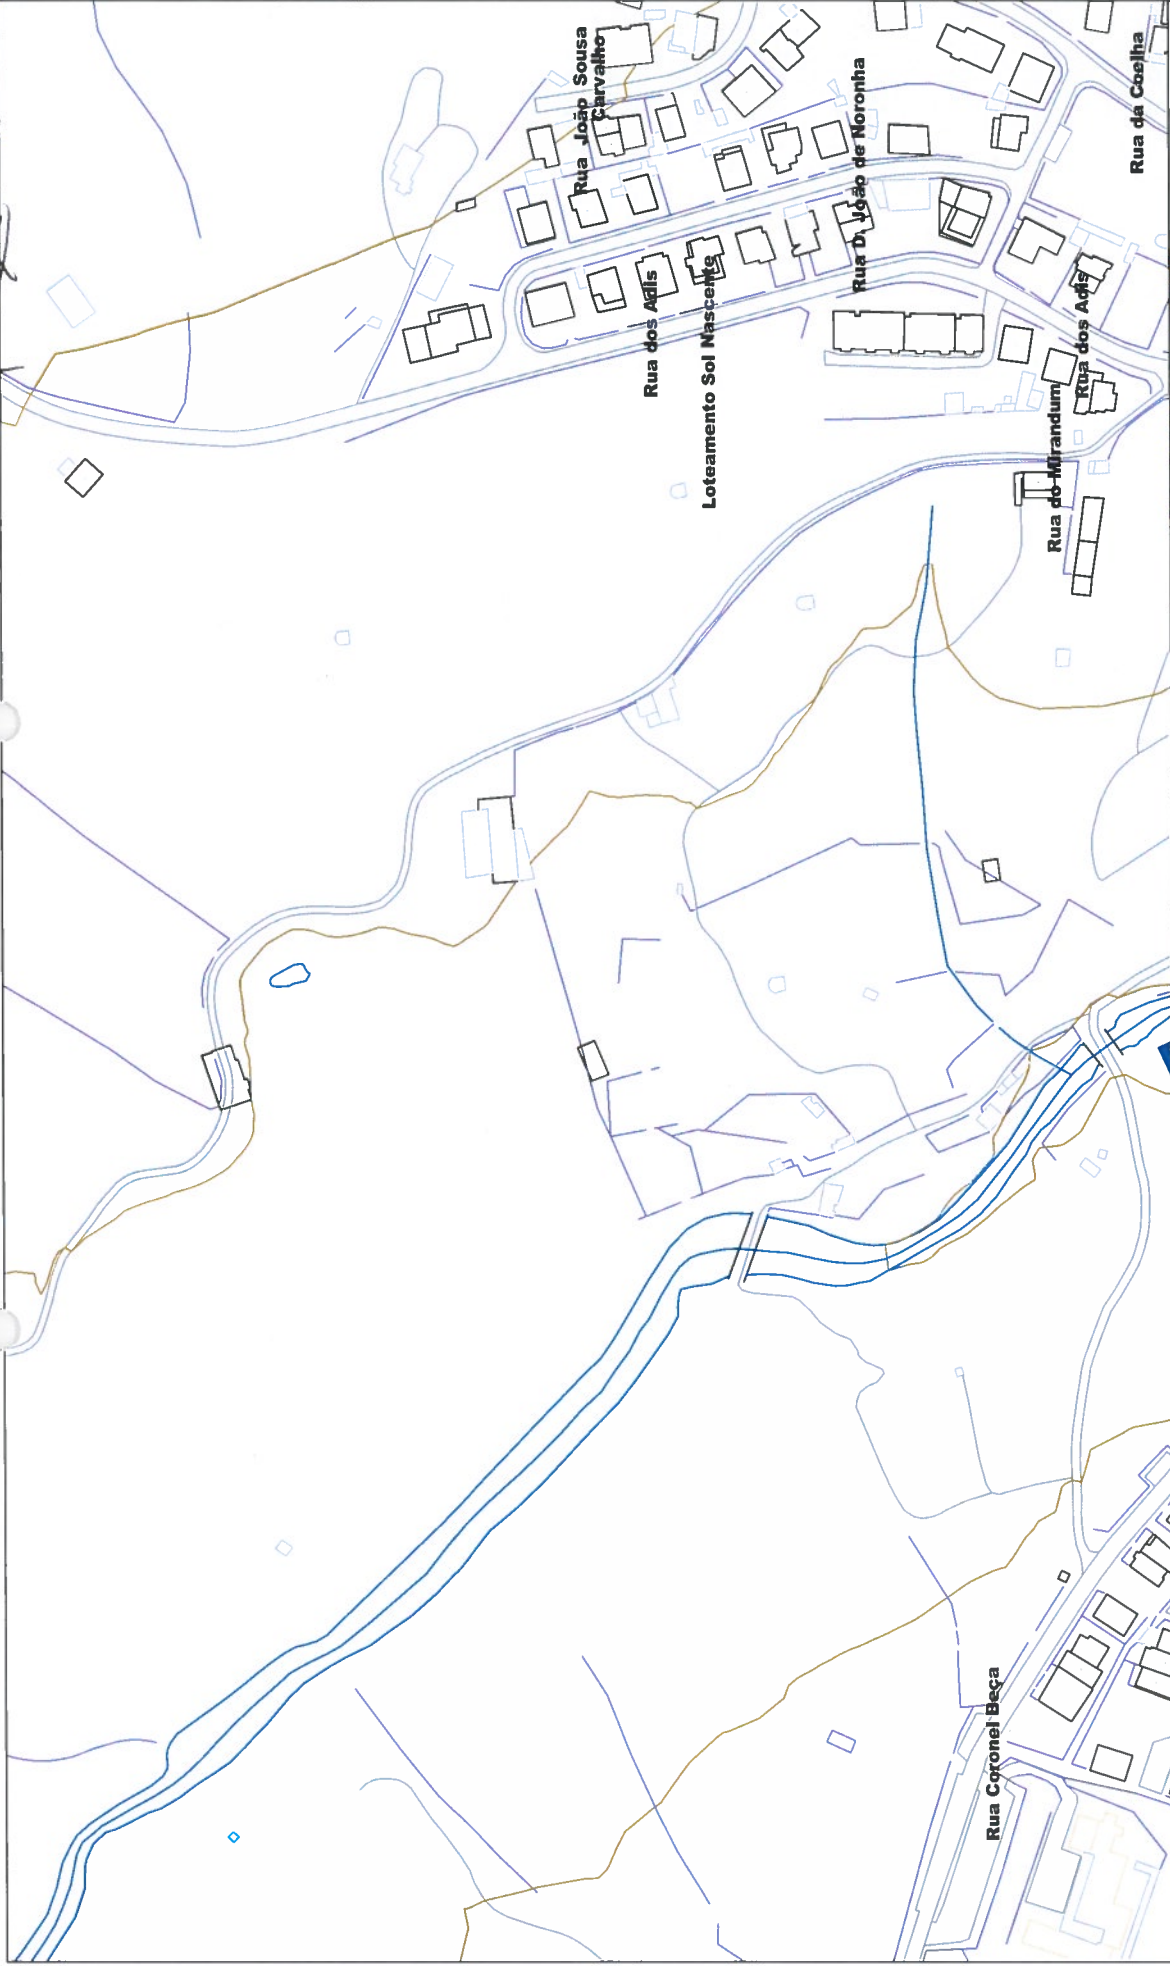 Rua João Sousa
Carvalho
Rua D. João de Noronha
Rua da Coelha
Rua dos Adis
Loteamento Sol Nascente
Rua dos Adis
Rua do Mirandum
Rua Coronel Beça